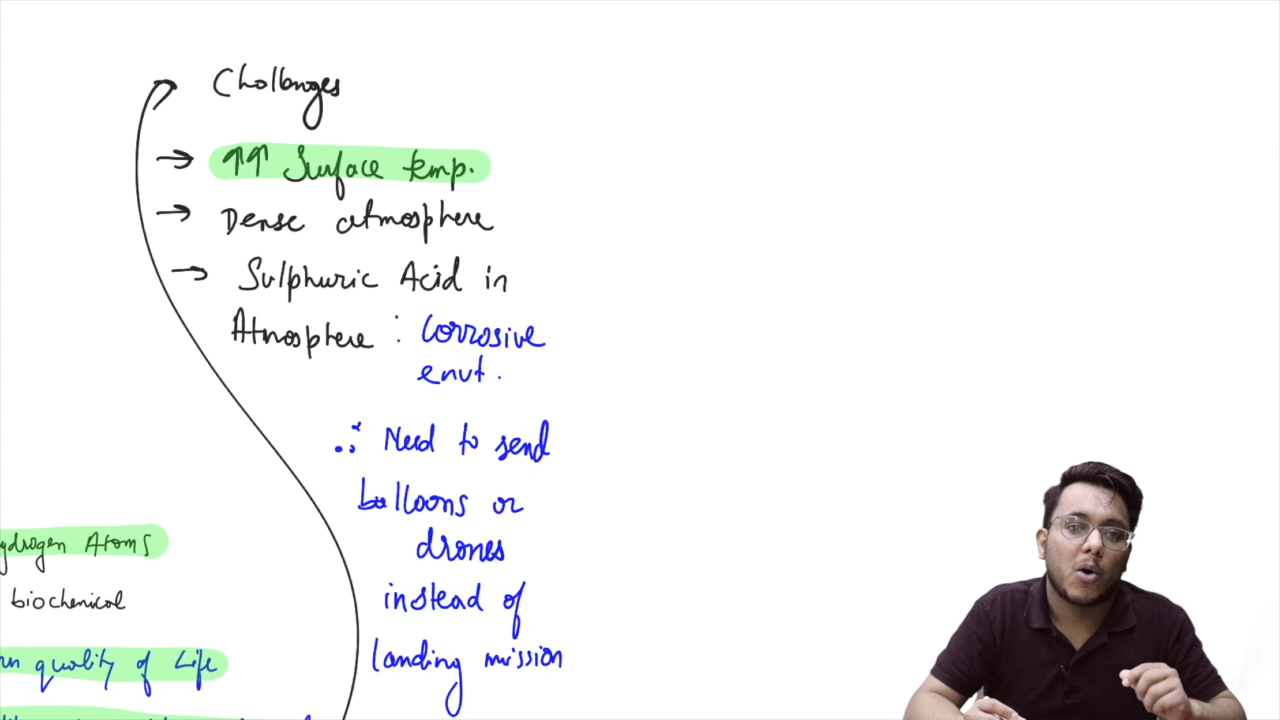 Challenges
→ ↑↑ Surface temp.
→ Dense atmosphere
→ Sulphuric Acid in
Atmosphere : Corrosive
envt.
∴ Need to send
balloons or
drones
instead of
landing mission
ydrogen Atoms
biochemical
quality of Life